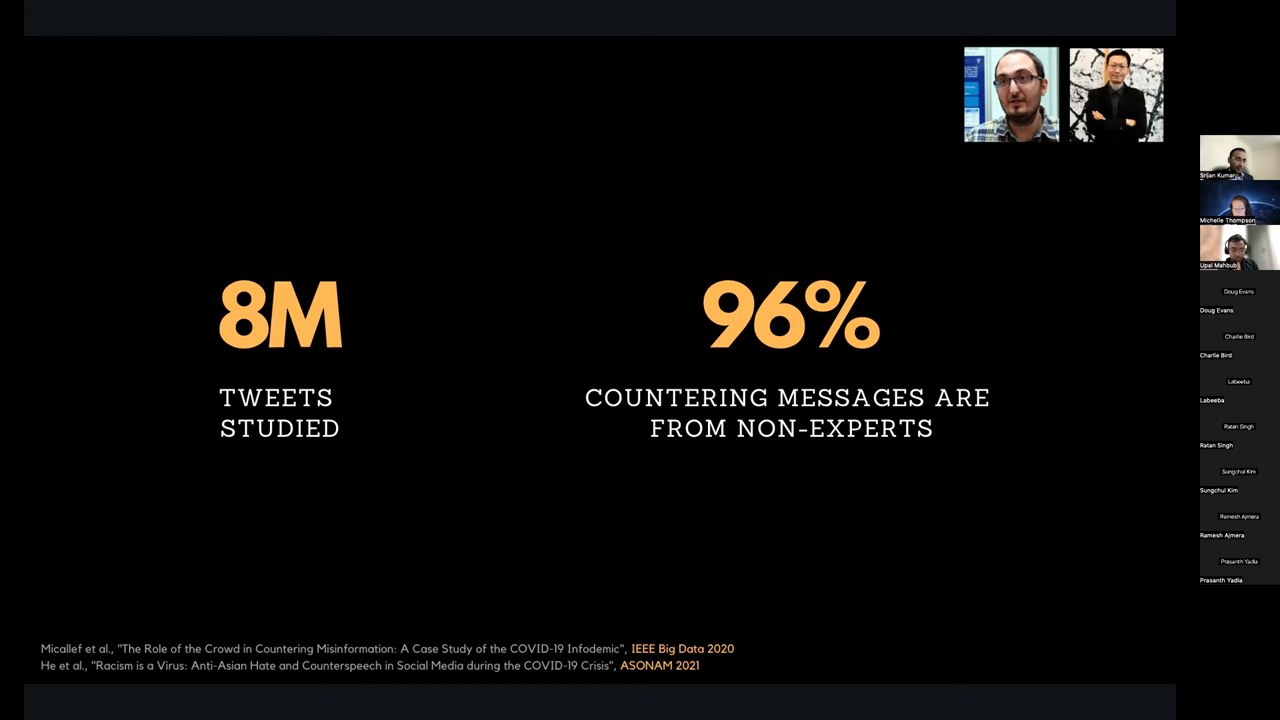 8M
TWEETS
STUDIED
96%
COUNTERING MESSAGES ARE
FROM NON-EXPERTS
Micallef et al., "The Role of the Crowd in Countering Misinformation: A Case Study of the COVID-19 Infodemic", IEEE Big Data 2020
He et al., "Racism is a Virus: Anti-Asian Hate and Counterspeech in Social Media during the COVID-19 Crisis", ASONAM 2021
Srijan Kumar
Michelle Thompson
Upal Mahbub
Doug Evans
Doug Evans
Charlie Bird
Charlie Bird
Labeeba
Labeeba
Ratan Singh
Ratan Singh
Sungchul Kim
Sungchul Kim
Ramesh Ajmera
Ramesh Ajmera
Prasanth Yadla
Prasanth Yadla